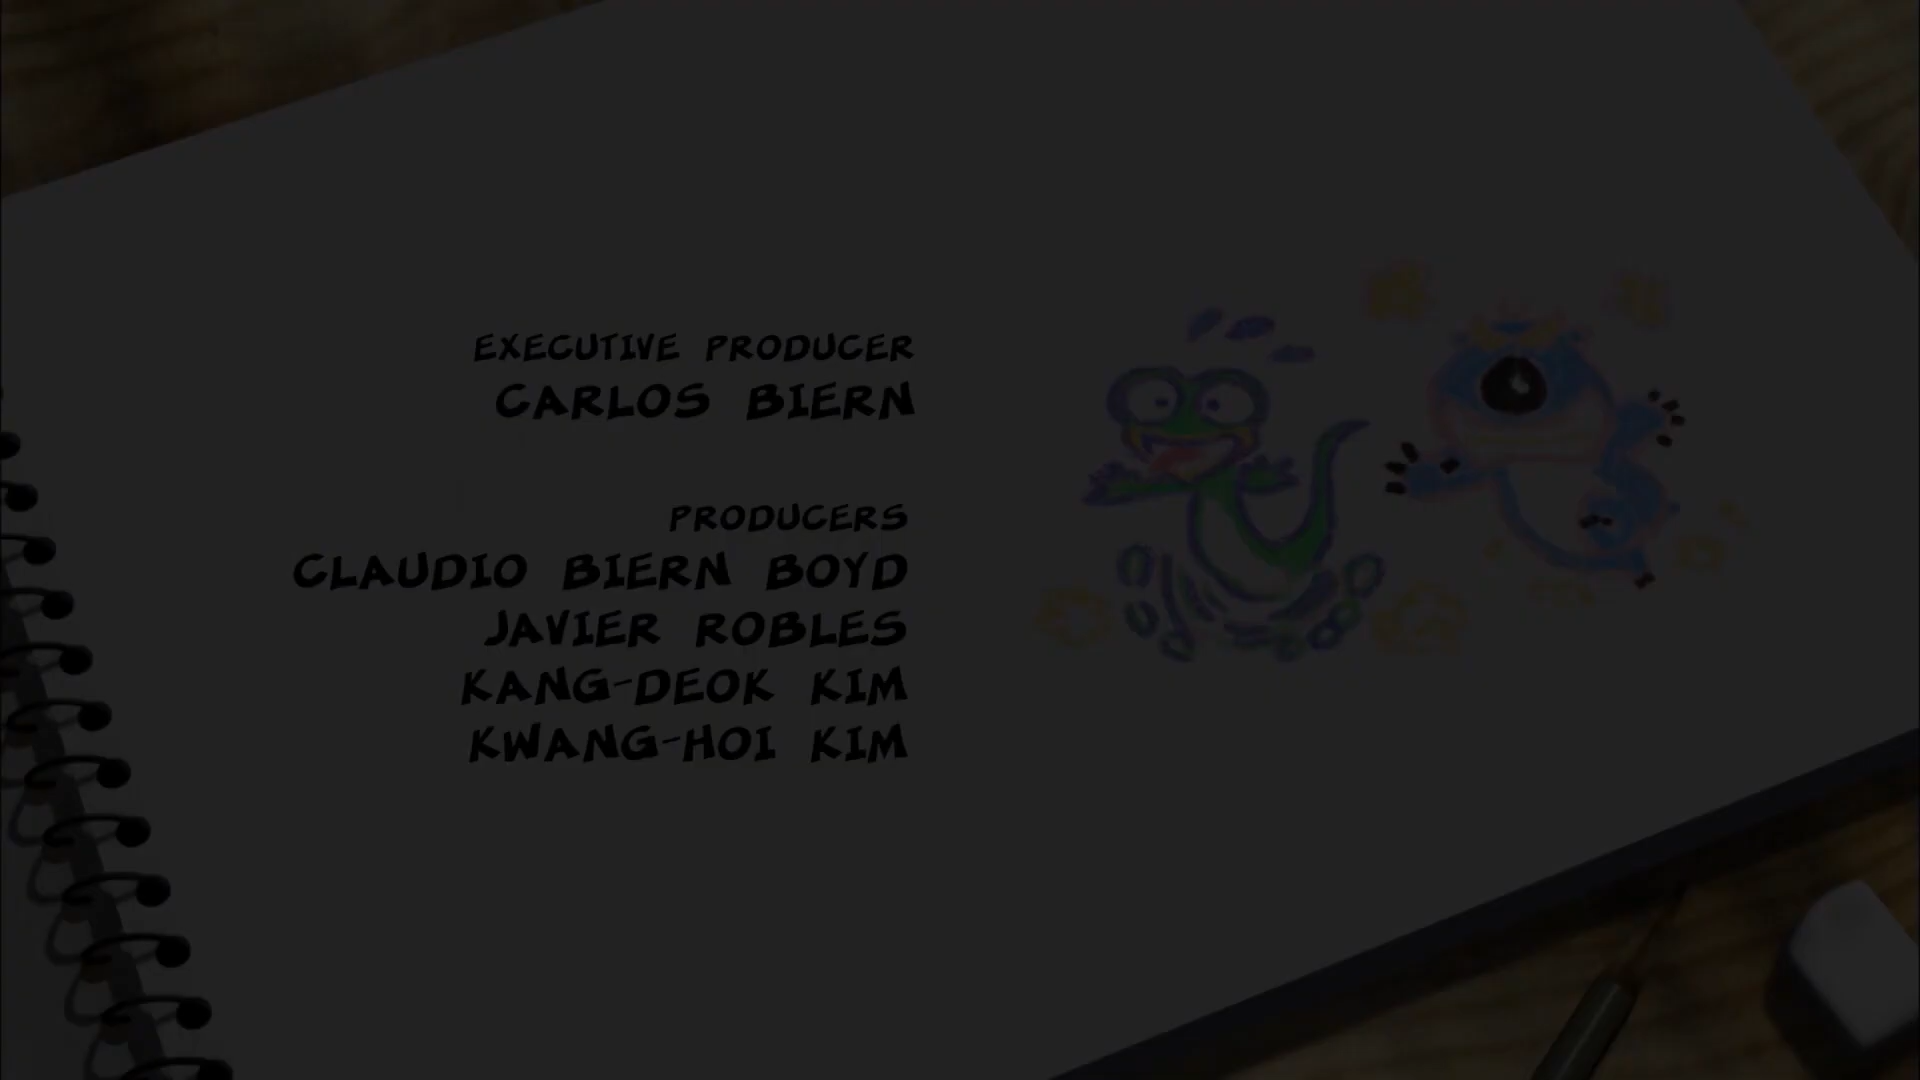 EXECUTIVE PRODUCER
CARLOS BIERN
PRODUCERS
CLAUDIO BIERN BOYD
JAVIER ROBLES
KANG-DEOK KIM
KWANG-HOI KIM